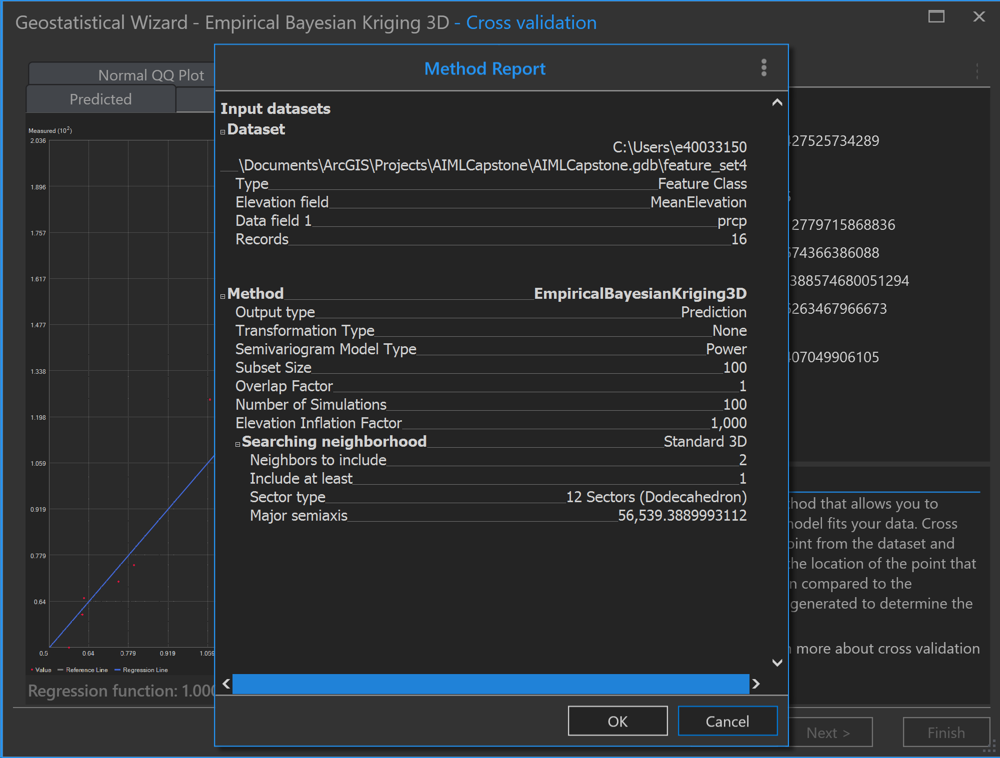 Geostatistical Wizard - Empirical Bayesian Kriging 3D - Cross validation
Normal QQ Plot
Predicted
Measured (10²)
2.036
1.896
1.757
1.617
1.477
1.338
1.198
1.059
0.919
0.779
0.64
0.5 0.64 0.779 0.919 1.059
Value Reference Line Regression Line
Regression function: 1.000
Method Report
Input datasets
Dataset
C:\Users\e40033150
\Documents\ArcGIS\Projects\AIMLCapstone\AIMLCapstone.gdb\feature_set4
Type Feature Class
Elevation field MeanElevation
Data field 1 prcp
Records 16
Method EmpiricalBayesianKriging3D
Output type Prediction
Transformation Type None
Semivariogram Model Type Power
Subset Size 100
Overlap Factor 1
Number of Simulations 100
Elevation Inflation Factor 1,000
Searching neighborhood Standard 3D
Neighbors to include 2
Include at least 1
Sector type 12 Sectors (Dodecahedron)
Major semiaxis 56,539.3889993112
OK Cancel
27525734289
2779715868836
74366386088
388574680051294
263467966673
07049906105
that allows you to
fits your data. Cross
from the dataset and
the location of the point that
compared to the
generated to determine the
more about cross validation
Next >
Finish